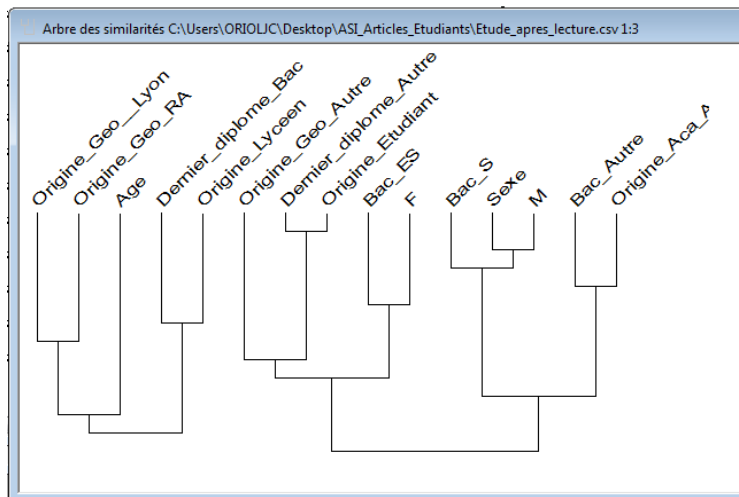 Arbre des similarités C:\Users\ORIOLJC\Desktop\ASI_Articles_Etudiants\Etude_apres_lecture.csv 1:3
Origine_Geo__Lyon
Origine_Geo_RA
Age
Dernier_diplome_Bac
Origine_Lyceen
Origine_Geo_Autre
Dernier_diplome_Autre
Origine_Etudiant
Bac_ES
F
Bac_S
Sexe
M
Bac_Autre
Origine_Aca_A